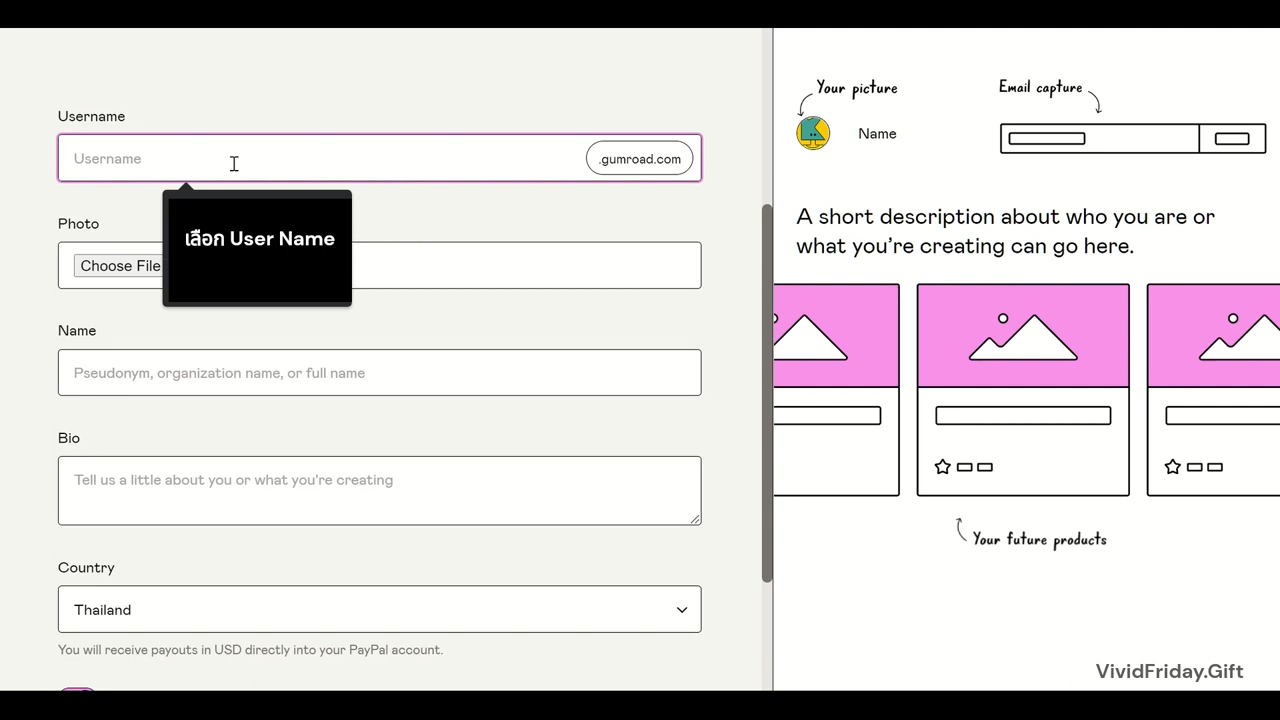 Username
Username
.gumroad.com
เลือก User Name
Photo
Choose File
Name
Pseudonym, organization name, or full name
Bio
Tell us a little about you or what you're creating
Country
Thailand
You will receive payouts in USD directly into your PayPal account.
Your picture
Email capture
Name
A short description about who you are or
what you’re creating can go here.
Your future products
VividFriday.Gift